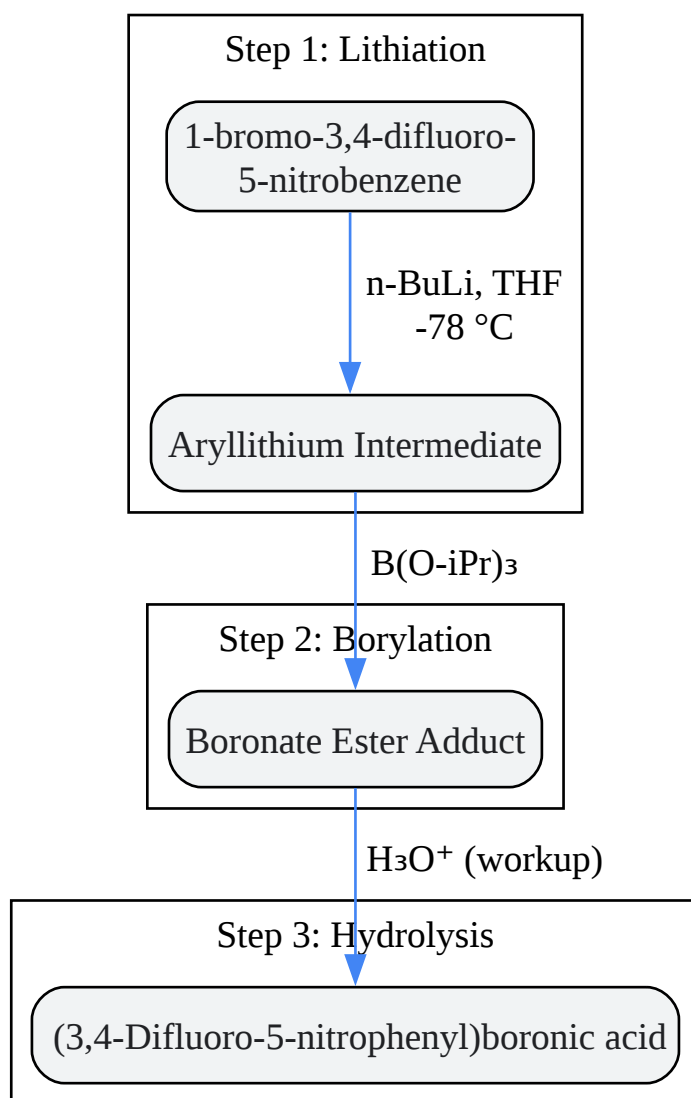 Step 1: Lithiation
1-bromo-3,4-difluoro-
5-nitrobenzene
n-BuLi, THF
-78 °C
Aryllithium Intermediate
B(O-iPr)₃
Step 2: Borylation
Boronate Ester Adduct
H₃O⁺ (workup)
Step 3: Hydrolysis
(3,4-Difluoro-5-nitrophenyl)boronic acid